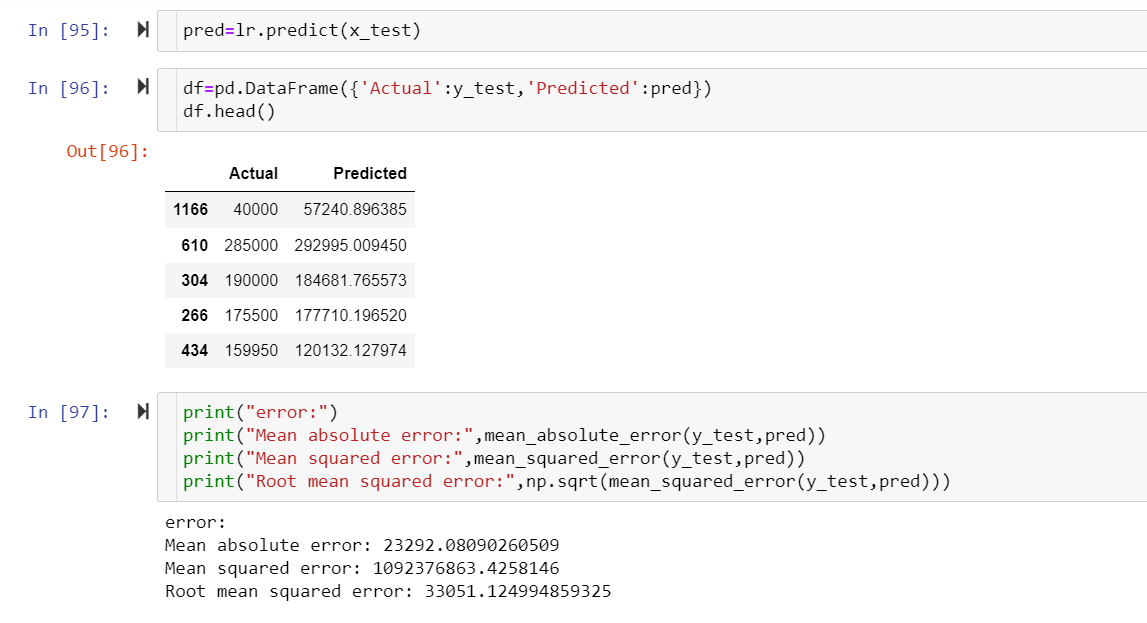 In [95]: pred=lr.predict(x_test)
In [96]: df=pd.DataFrame({'Actual':y_test,'Predicted':pred})
df.head()
Out[96]:
Actual Predicted
1166 40000 57240.896385
610 285000 292995.009450
304 190000 184681.765573
266 175500 177710.196520
434 159950 120132.127974
In [97]: print("error:")
print("Mean absolute error:",mean_absolute_error(y_test,pred))
print("Mean squared error:",mean_squared_error(y_test,pred))
print("Root mean squared error:",np.sqrt(mean_squared_error(y_test,pred)))
error:
Mean absolute error: 23292.08090260509
Mean squared error: 1092376863.4258146
Root mean squared error: 33051.124994859325